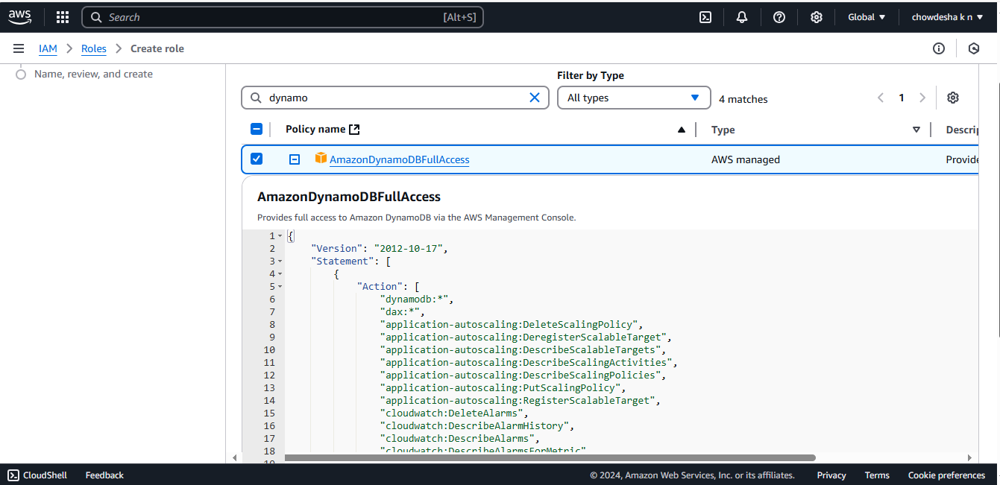 aws
Search [Alt+S] Global chowdesha k n
IAM Roles Create role
Name, review, and create
Filter by Type
dynamo All types 4 matches 1
Policy name Type
AmazonDynamoDBFullAccess AWS managed
AmazonDynamoDBFullAccess
Provides full access to Amazon DynamoDB via the AWS Management Console.
1 {
2 "Version": "2012-10-17",
3 "Statement": [
4 {
5 "Action": [
6 "dynamodb:*",
7 "dax:*",
8 "application-autoscaling:DeleteScalingPolicy",
9 "application-autoscaling:DeregisterScalableTarget",
10 "application-autoscaling:DescribeScalableTargets",
11 "application-autoscaling:DescribeScalingActivities",
12 "application-autoscaling:DescribeScalingPolicies",
13 "application-autoscaling:PutScalingPolicy",
14 "application-autoscaling:RegisterScalableTarget",
15 "cloudwatch:DeleteAlarms",
16 "cloudwatch:DescribeAlarmHistory",
17 "cloudwatch:DescribeAlarms",
18 "cloudwatch:DescribeAlarmsForMetric"
CloudShell Feedback © 2024, Amazon Web Services, Inc. or its affiliates. Privacy Terms Cookie preferences